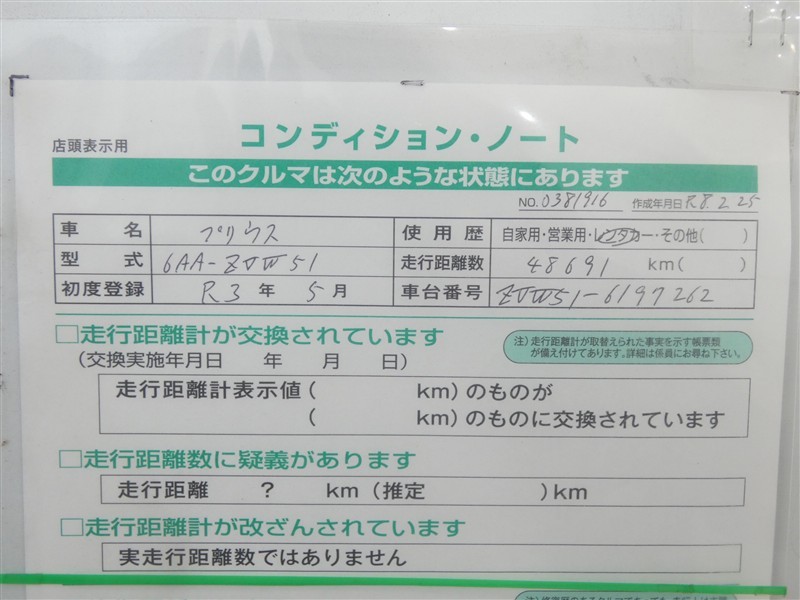 店頭表示用
コンディション・ノート
このクルマは次のような状態にあります
NO. 0381916 作成年月日 R8.2.25
車名 プリウス 使用歴 自家用・営業用・レンタカー・その他( )
型式 6AA-ZVW51 走行距離数 48691 km( )
初度登録 R3年5月 車台番号 ZVW51-6197262
□走行距離計が交換されています
注)走行距離計が取替えられた事実を示す帳票類
が備え付けてあります。詳細は係員にお尋ね下さい。
(交換実施年月日 年 月 日)
走行距離計表示値( km)のものが
( km)のものに交換されています
□走行距離数に疑義があります
走行距離 ? km(推定 )km
□走行距離計が改ざんされています
実走行距離数ではありません